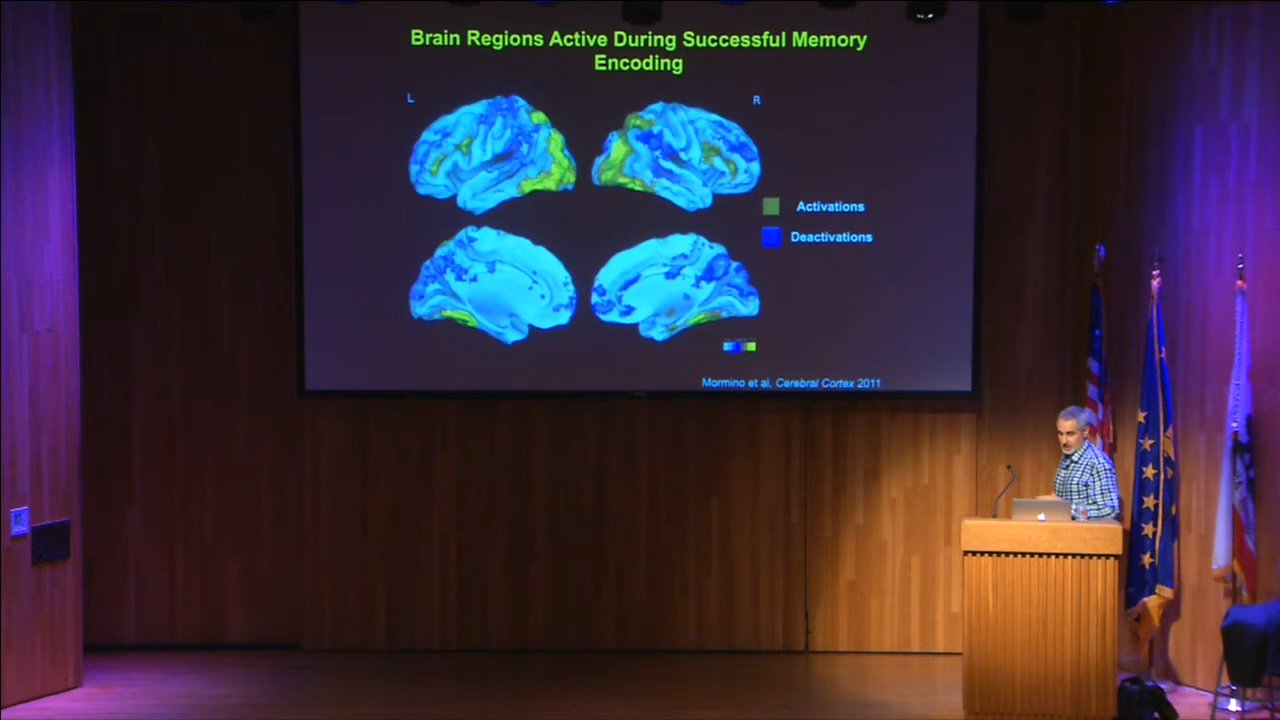 Brain Regions Active During Successful Memory
Encoding
L
R
Activations
Deactivations
Mormino et al, Cerebral Cortex 2011